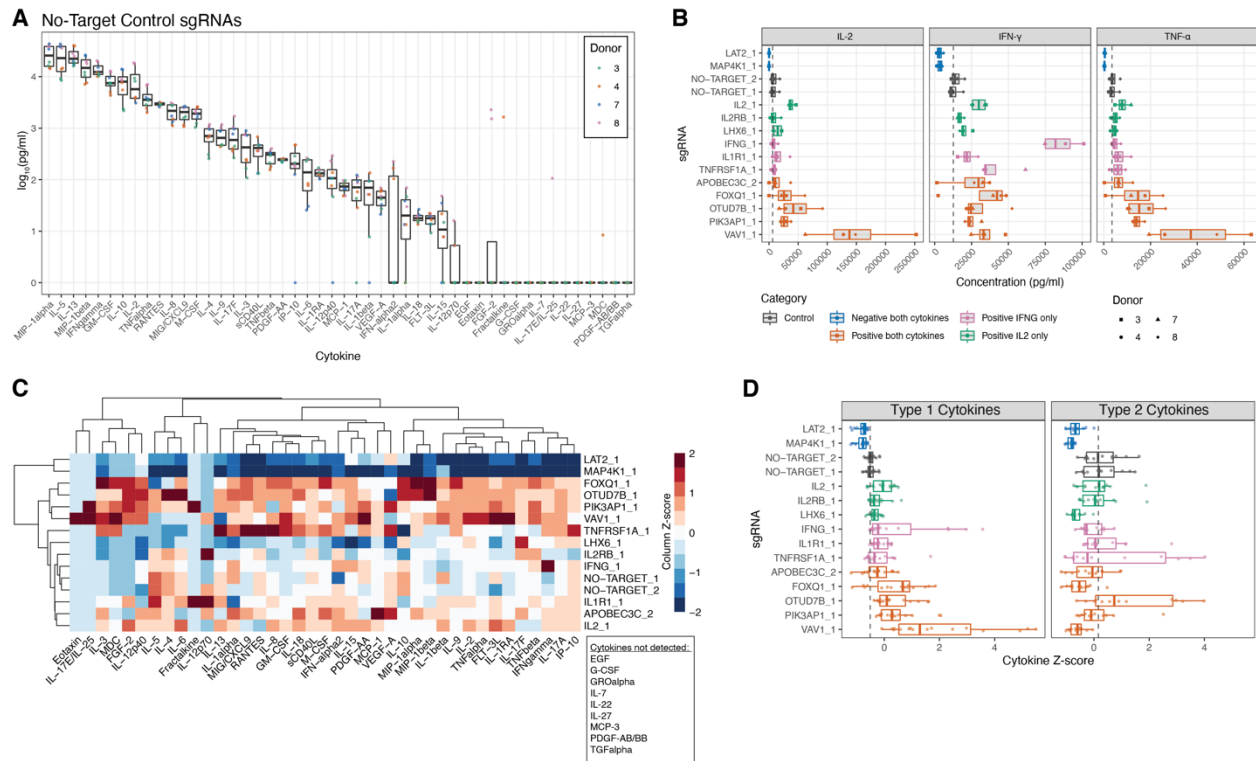 A
No-Target Control sgRNAs
log10(pg/ml)
4
3
2
1
0
Donor
3
4
7
8
MIP-1alpha
IL-5
IL-13
MIP-1beta
IFNgamma
GM-CSF
IL-10
IL-2
TNFalpha
RANTES
IL-8
MIG/CXCL9
M-CSF
IL-4
IL-9
IL-17F
IL-3
sCD40L
TNFbeta
PDGF-AA
IP-10
IL-6
IL-1RA
IL-12p40
MCP-1
IL-17A
IL-1beta
VEGF-A
IFN-alpha2
IL-1alpha
IL-18
FLT-3L
IL-15
IL-12p70
EGF
Eotaxin
FGF-2
Fractalkine
G-CSF
GROalpha
IL-7
IL-17E/IL-25
IL-22
IL-27
MCP-3
MDC
PDGF-AB/BB
TGFalpha
Cytokine
B
IL-2
IFN-γ
TNF-α
sgRNA
LAT2_1
MAP4K1_1
NO-TARGET_2
NO-TARGET_1
IL2_1
IL2RB_1
LHX6_1
IFNG_1
IL1R1_1
TNFRSF1A_1
APOBEC3C_2
FOXQ1_1
OTUD7B_1
PIK3AP1_1
VAV1_1
0
50000
100000
150000
200000
250000
25000
75000
100000
0
20000
40000
60000
Concentration (pg/ml)
Category
Control
Negative both cytokines
Positive both cytokines
Positive IFNG only
Positive IL2 only
Donor
3
4
7
8
C
LAT2_1
MAP4K1_1
FOXQ1_1
OTUD7B_1
PIK3AP1_1
VAV1_1
TNFRSF1A_1
LHX6_1
IL2RB_1
IFNG_1
NO-TARGET_1
NO-TARGET_2
IL1R1_1
APOBEC3C_2
IL2_1
2
1
0
−1
−2
Column Z-score
Eotaxin
IL-17E/IL-25
IL-3
MDC
FGF-2
IL-12p40
IL-5
IL-4
IL-6
Fractalkine
IL-12p70
IL-13
IL-1alpha
MIG/CXCL9
RANTES
IL-8
GM-CSF
IL-18
sCD40L
M-CSF
IFN-alpha2
IL-15
PDGF-AA
MCP-1
VEGF-A
IL-10
MIP-1alpha
MIP-1beta
IL-1beta
IL-9
IL-2
TNFalpha
FLT-3L
IL-1RA
IL-17F
TNFbeta
IFNgamma
IL-17A
IP-10
Cytokines not detected:
EGF
G-CSF
GROalpha
IL-7
IL-22
IL-27
MCP-3
PDGF-AB/BB
TGFalpha
D
Type 1 Cytokines
Type 2 Cytokines
sgRNA
LAT2_1
MAP4K1_1
NO-TARGET_2
NO-TARGET_1
IL2_1
IL2RB_1
LHX6_1
IFNG_1
IL1R1_1
TNFRSF1A_1
APOBEC3C_2
FOXQ1_1
OTUD7B_1
PIK3AP1_1
VAV1_1
0
2
4
0
2
4
Cytokine Z-score